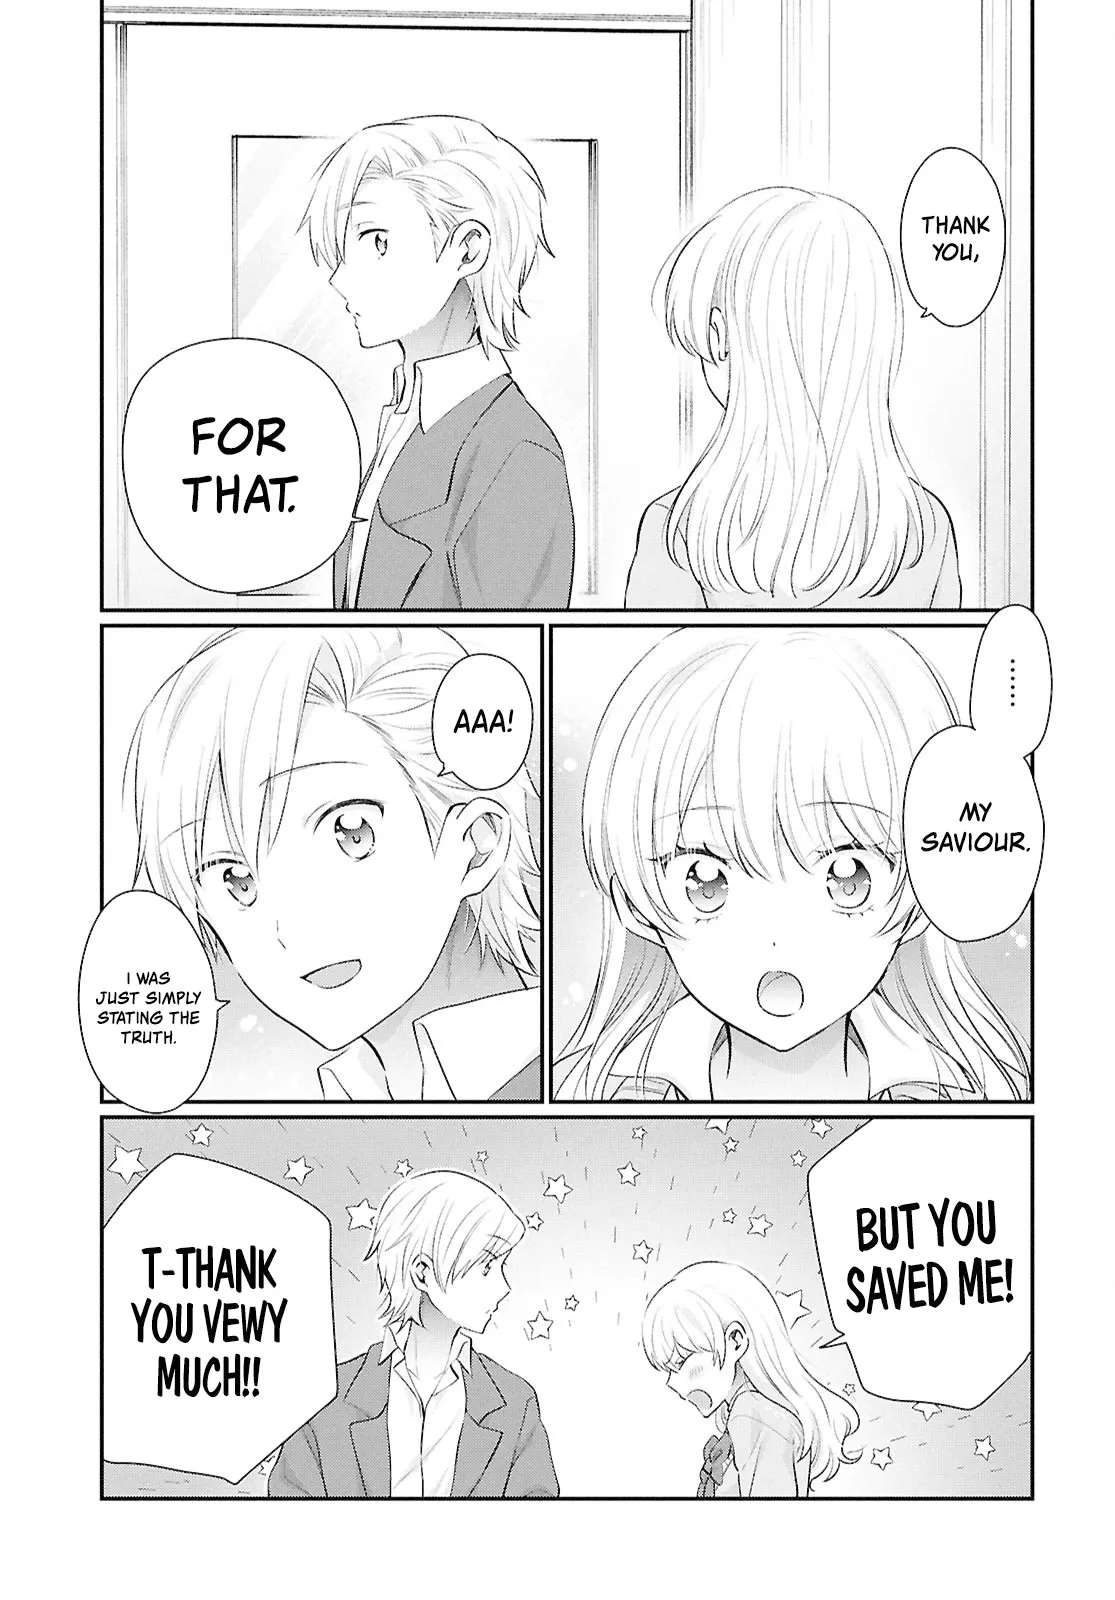 THANK
YOU,
FOR
THAT.
.......
MY
SAVIOUR.
AAA!
I WAS
JUST SIMPLY
STATING THE
TRUTH.
BUT YOU
SAVED ME!
T-THANK
YOU VEWY
MUCH!!